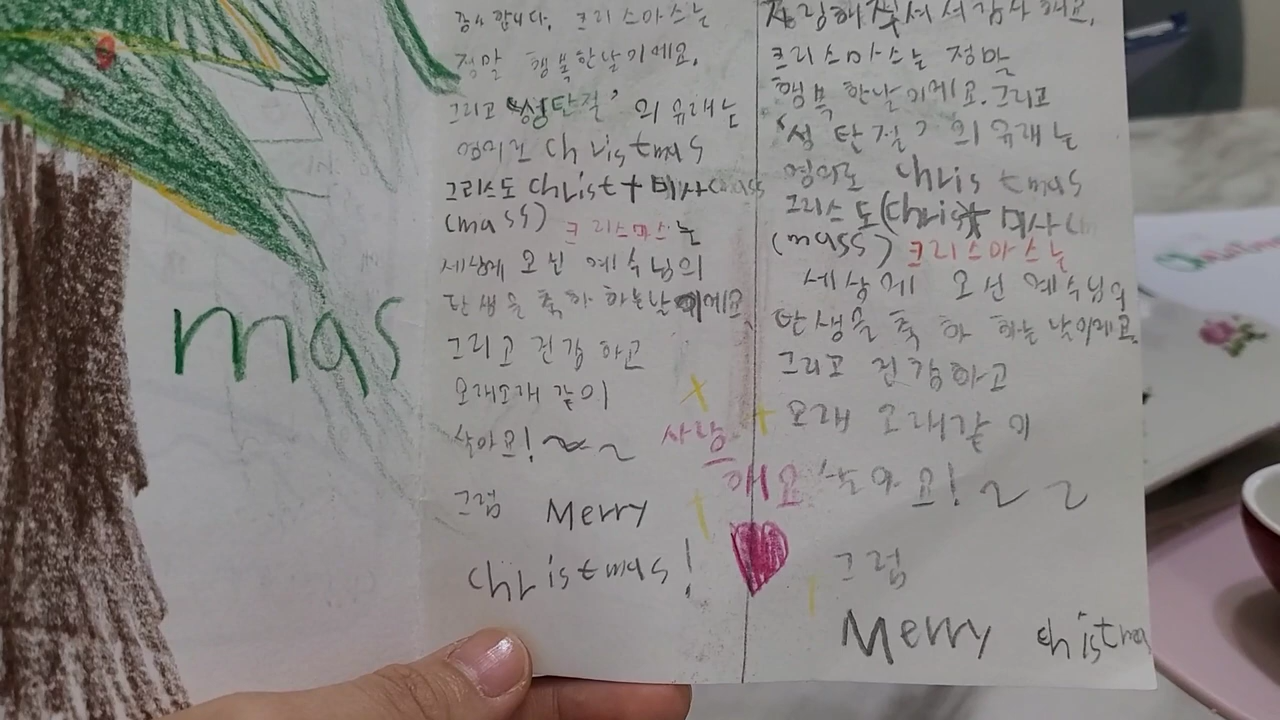 mas
감사합니다. 크리스마스는
정말 행복한날이에요.
그리고 '성탄절' 의 유래는
영어로 Christmas
그리스도 Christ + 미사 mass
(mass) 크리스마스는
세상에 오신 예수님의
탄생을 축하 하는날이에요
그리고 건강 하고
오래오래 같이
살아요! ~~
그럼 Merry
christmas!
사랑
해요
해주셔서 감사 해요.
크리스마스는 정말
행복 한날이에요. 그리고
'성 탄절' 의 유래는
영어로 Chris tmas
그리스 도(Christ + 미사
(mass) 크리스마스는
세상에 오신 예수님의
탄생을 축 하 하는 날이에요.
그리고 건강하고
오래 오래같 이
살아 요! ~ ~
그럼
Merry christmas